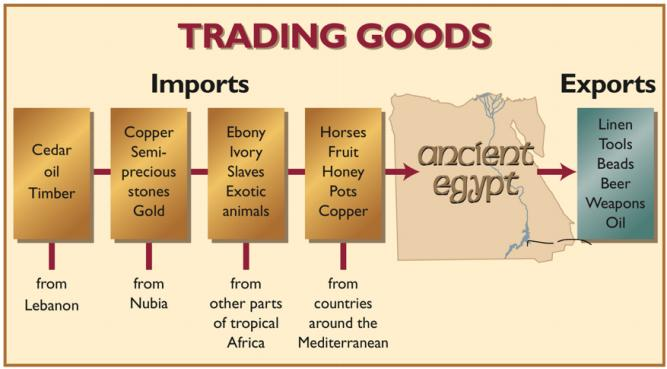 TRADING GOODS
Imports
Exports
Cedar
oil
Timber
Copper
Semi-
precious
stones
Gold
Ebony
Ivory
Slaves
Exotic
animals
Horses
Fruit
Honey
Pots
Copper
ancient
egypt
Linen
Tools
Beads
Beer
Weapons
Oil
from
Lebanon
from
Nubia
from
other parts
of tropical
Africa
from
countries
around the
Mediterranean